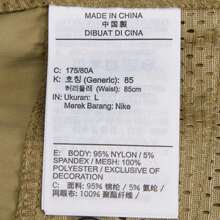 MADE IN CHINA
中国製
DIBUAT DI CINA
C: 175/80A
K: 호칭 (Generic): 85
허리둘레 (Waist): 85cm
IN: Ukuran: L
Merek Barang: Nike
E: BODY: 95% NYLON / 5%
SPANDEX / MESH: 100%
POLYESTER / EXCLUSIVE OF
DECORATION
C: 面料: 95% 锦纶 / 5% 氨纶 /
网眼布: 100% 聚酯纤维